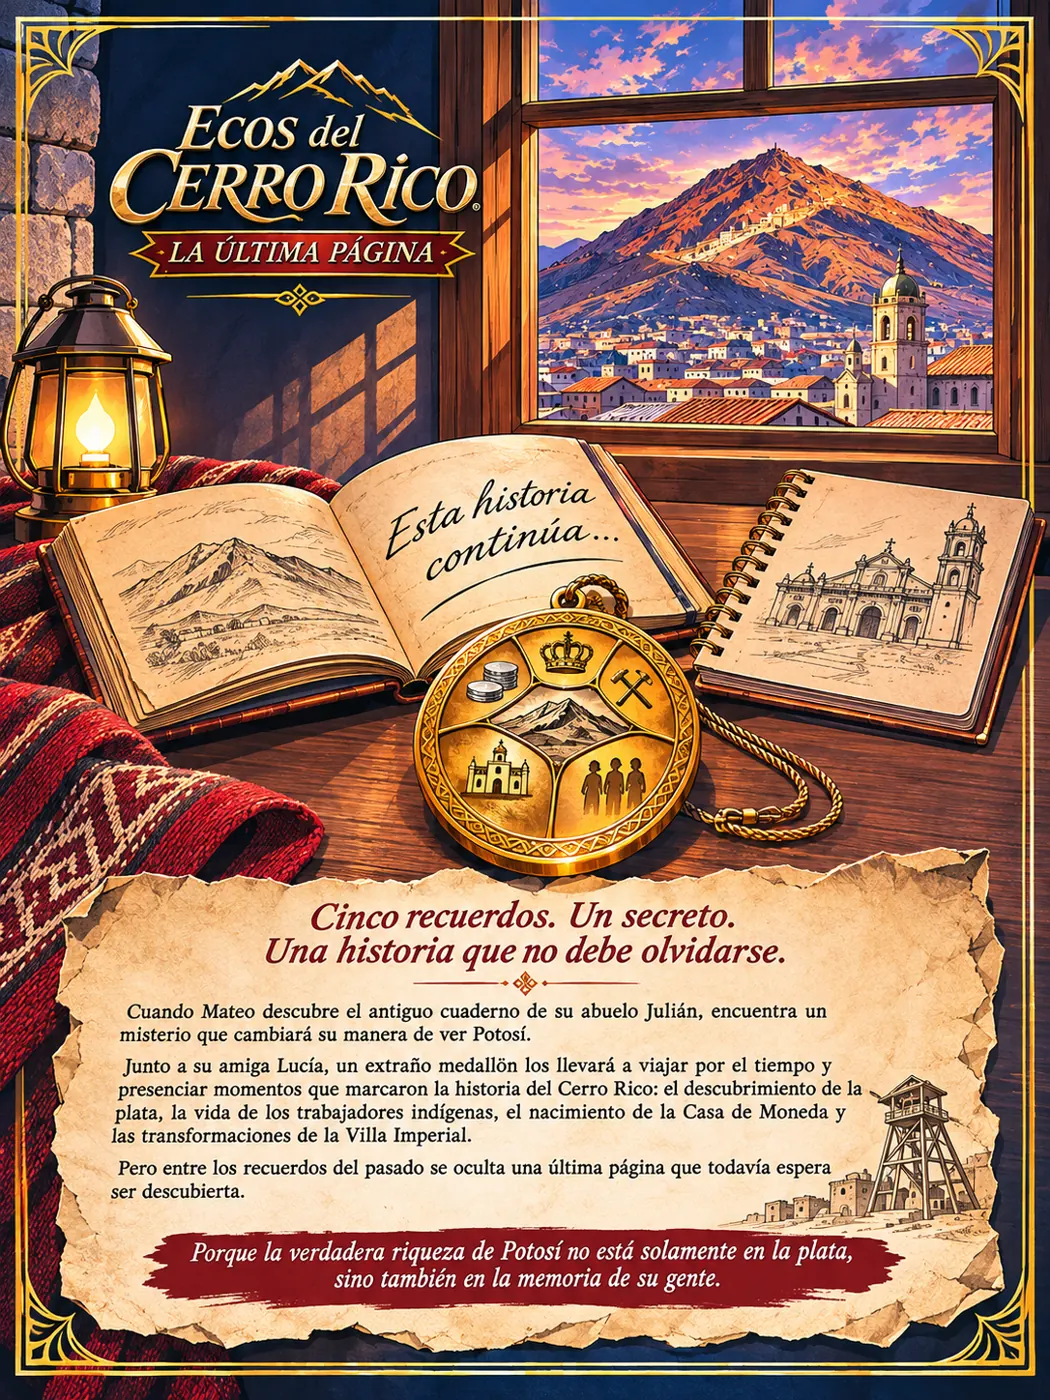 Ecos del
Cerro Rico®
LA ÚLTIMA PÁGINA
Esta historia
continúa...
Cinco recuerdos. Un secreto.
Una historia que no debe olvidarse.
Cuando Mateo descubre el antiguo cuaderno de su abuelo Julián, encuentra un
misterio que cambiará su manera de ver Potosí.
Junto a su amiga Lucía, un extraño medallön los llevará a viajar por el tiempo y
presenciar momentos que marcaron la historia del Cerro Rico: el descubrimiento de la
plata, la vida de los trabajadores indígenas, el nacimiento de la Casa de Moneda y
las transformaciones de la Villa Imperial.
Pero entre los recuerdos del pasado se oculta una última página que todavía espera
ser descubierta.
Porque la verdadera riqueza de Potosí no está solamente en la plata,
sino también en la memoria de su gente.